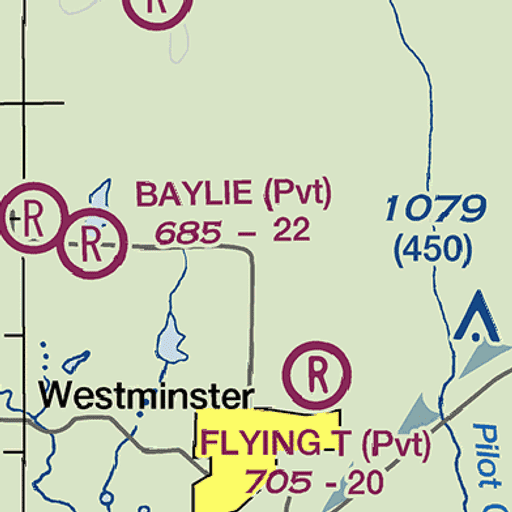 R
R
R
BAYLIE (Pvt)
685 - 22
1079
(450)
R
Westminster
FLYING T (Pvt)
705 - 20
Pilot